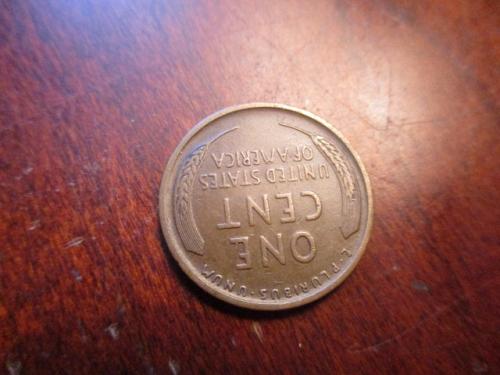 E·PLURIBUS·UNUM
ONE
CENT
UNITED STATES
OF AMERICA